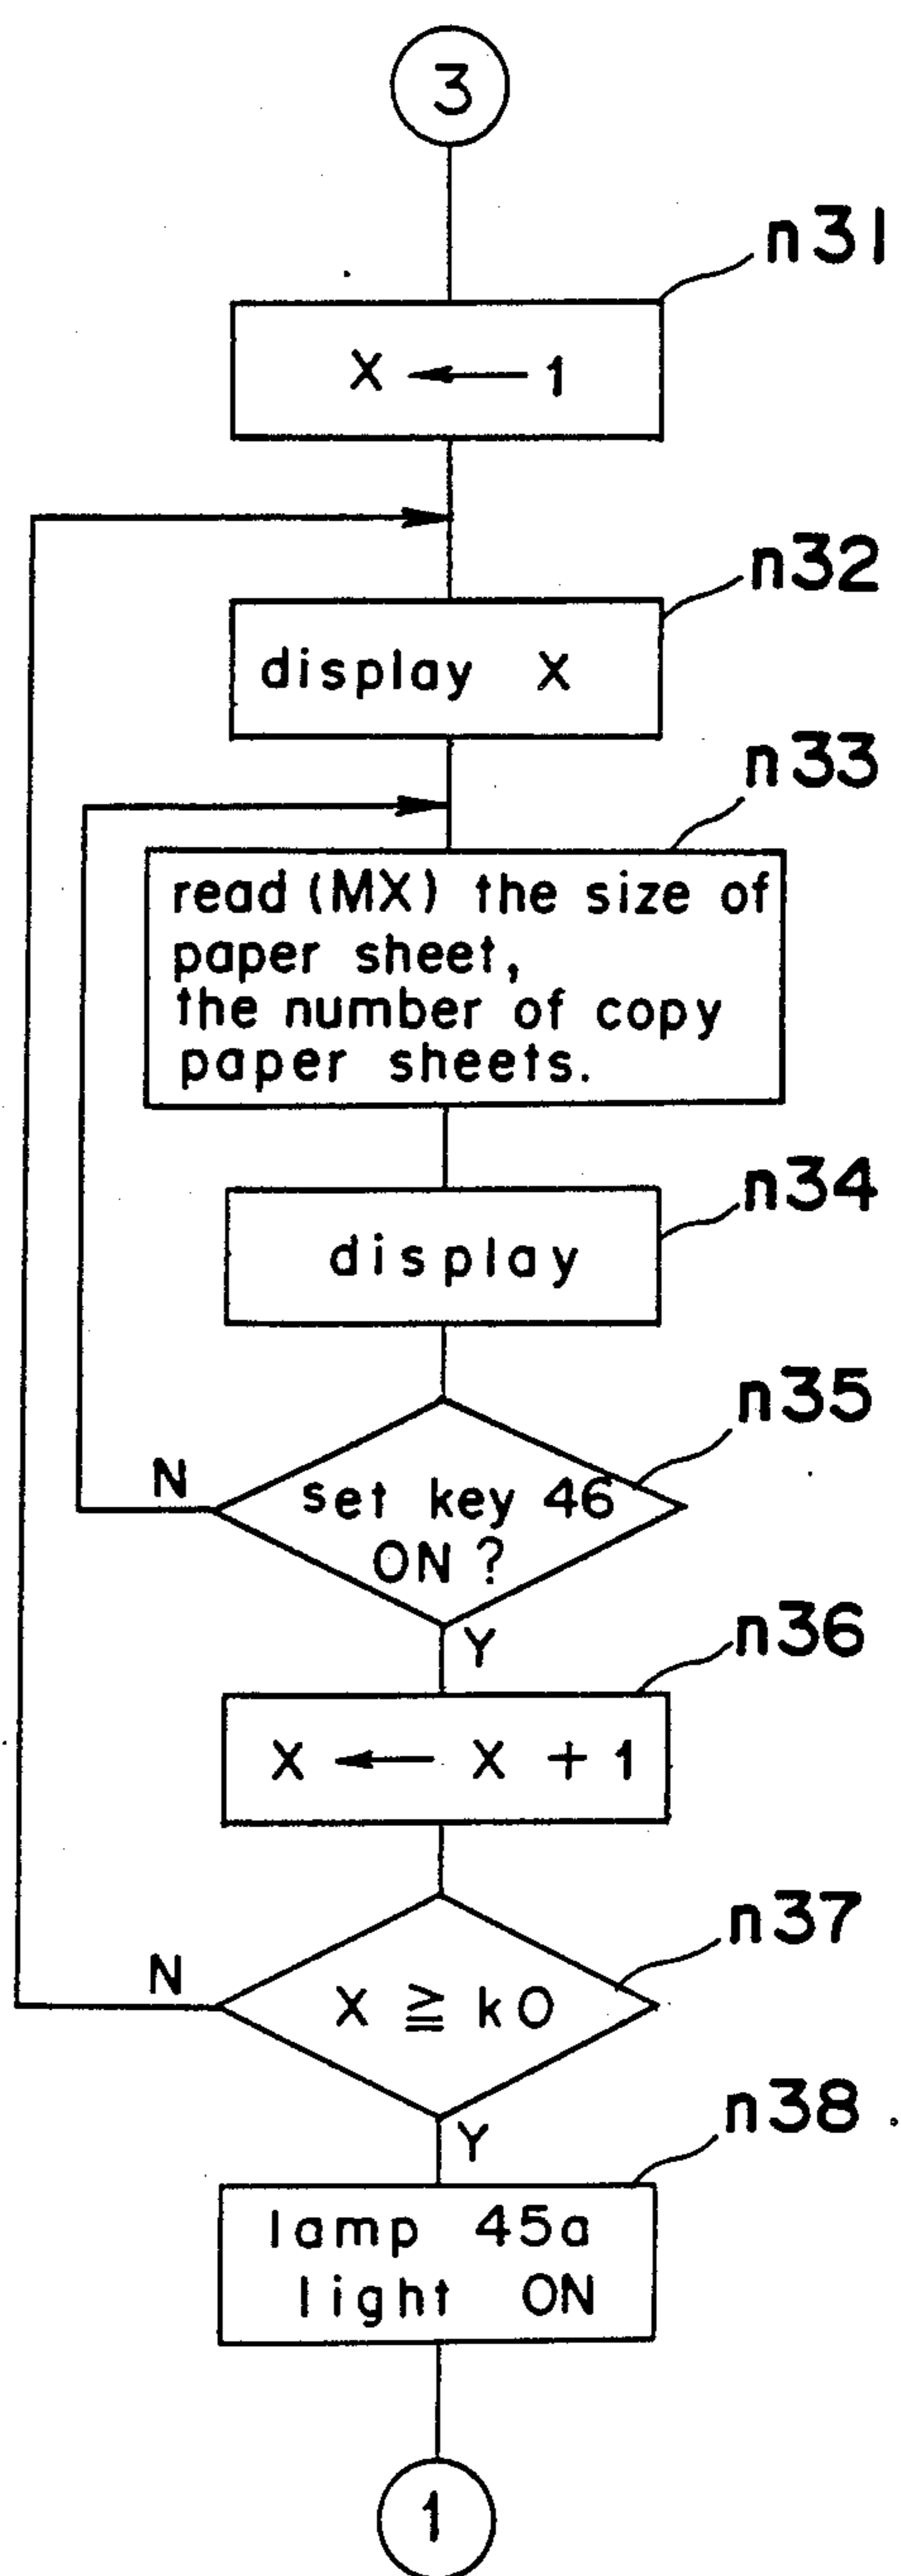 3
n31
X ← 1
n32
display X
n33
read (MX) the size of
paper sheet,
the number of copy
paper sheets.
n34
display
n35
N
set key 46
ON ?
Y
n36
X ← X + 1
n37
N
X ≧ k0
Y
n38
lamp 45a
light ON
1